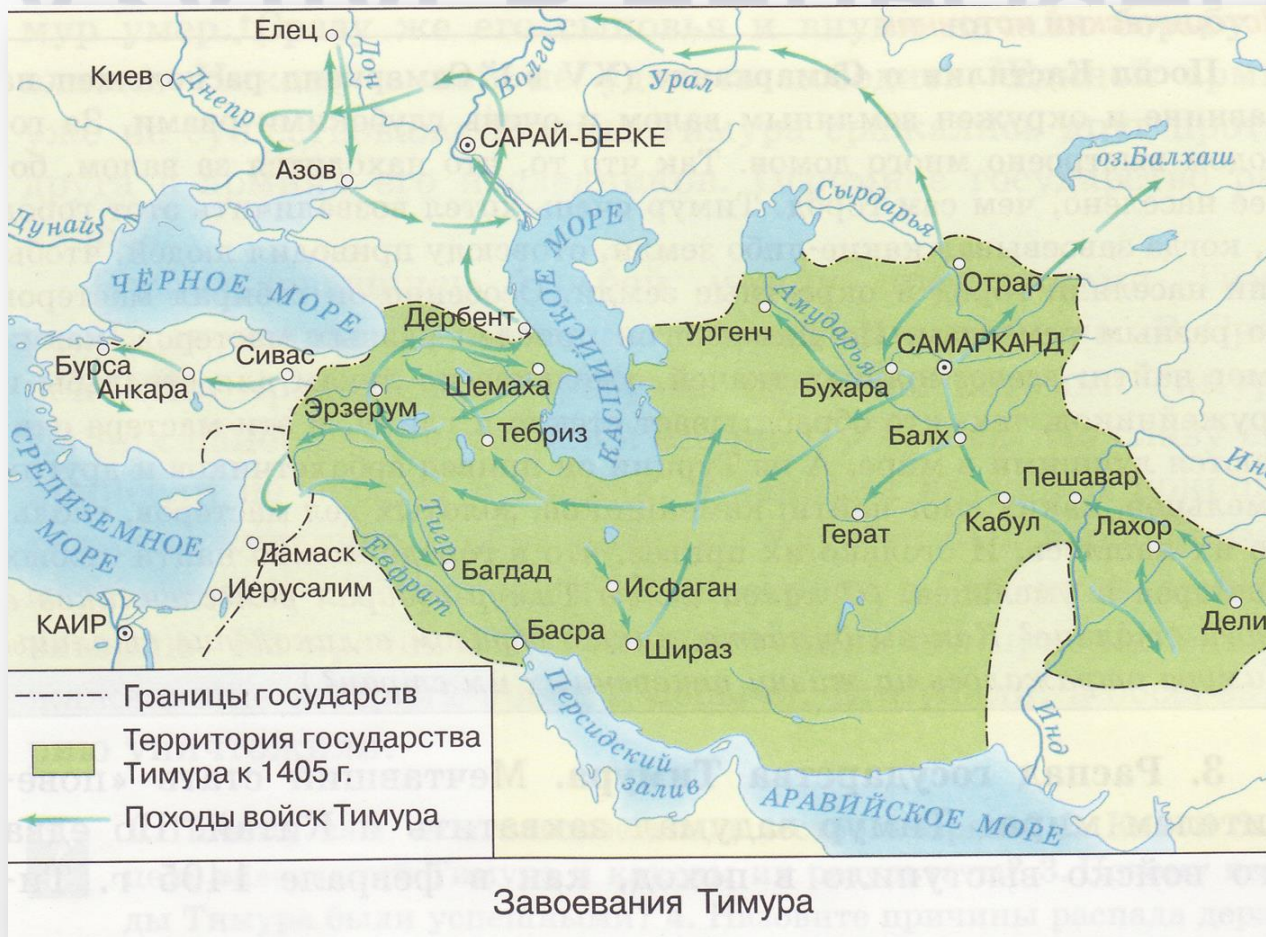 Елец
Киев
Днепр
Дон
Волга
Урал
САРАЙ-БЕРКЕ
Азов
оз.Балхаш
Сырдарья
Дунай
ЧЁРНОЕ МОРЕ
КАСПИЙСКОЕ МОРЕ
Отрар
Дербент
Ургенч
Амударья
САМАРКАНД
Бурса
Сивас
Анкара
Шемаха
Бухара
Эрзерум
Тебриз
Балх
СРЕДИЗЕМНОЕ
МОРЕ
Пешавар
Кабул
Лахор
Герат
Тигр
Евфрат
Дамаск
Багдад
Иерусалим
Исфаган
КАИР
Басра
Шираз
Дели
Инд
Персидский
залив
АРАВИЙСКОЕ МОРЕ
Границы государств
Территория государства
Тимура к 1405 г.
Походы войск Тимура
Завоевания Тимура